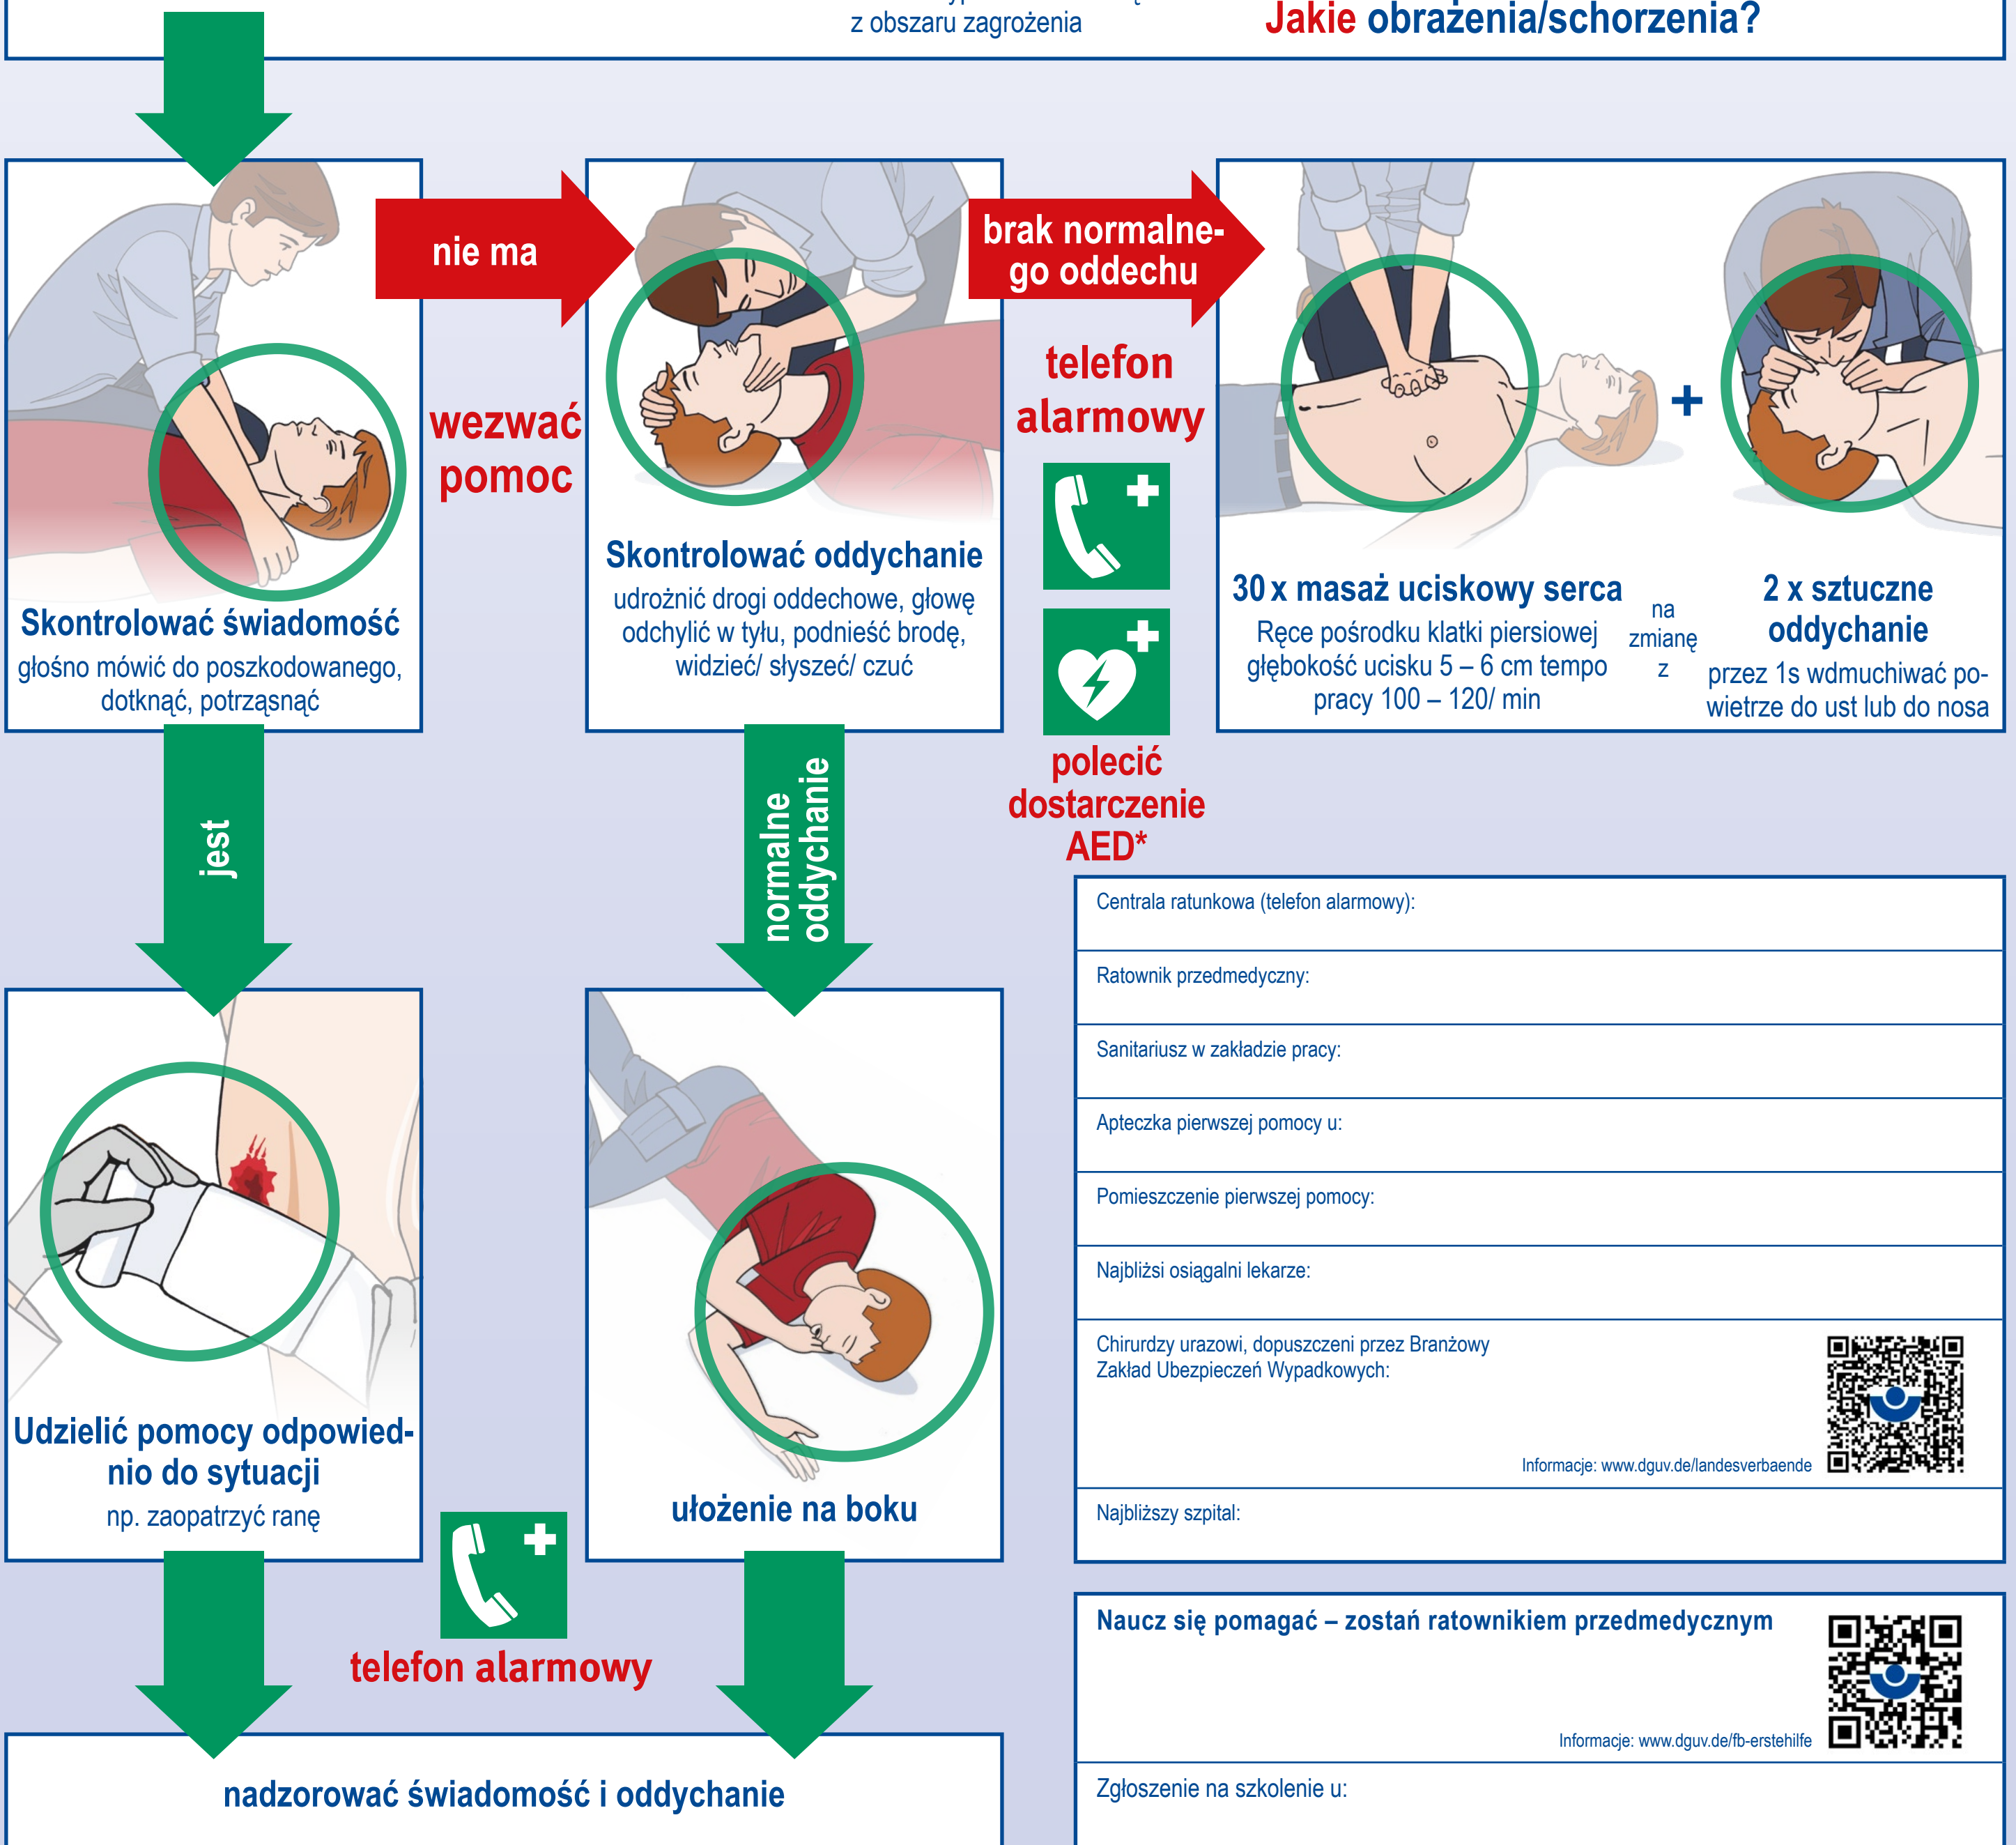 z obszaru zagrożenia
Jakie obrażenia/schorzenia?
nie ma
wezwać
pomoc
brak normalne-
go oddechu
telefon
alarmowy
polecić
dostarczenie
AED*
Skontrolować świadomość
głośno mówić do poszkodowanego,
dotknąć, potrząsnąć
Skontrolować oddychanie
udrożnić drogi oddechowe, głowę
odchylić w tyłu, podnieść brodę,
widzieć/ słyszeć/ czuć
+
30 x masaż uciskowy serca
Ręce pośrodku klatki piersiowej
głębokość ucisku 5 – 6 cm tempo
pracy 100 – 120/ min
na
zmianę
z
2 x sztuczne
oddychanie
przez 1s wdmuchiwać po-
wietrze do ust lub do nosa
jest
normalne
oddychanie
Udzielić pomocy odpowied-
nio do sytuacji
np. zaopatrzyć ranę
ułożenie na boku
telefon alarmowy
nadzorować świadomość i oddychanie
Centrala ratunkowa (telefon alarmowy):
Ratownik przedmedyczny:
Sanitariusz w zakładzie pracy:
Apteczka pierwszej pomocy u:
Pomieszczenie pierwszej pomocy:
Najbliżsi osiągalni lekarze:
Chirurdzy urazowi, dopuszczeni przez Branżowy
Zakład Ubezpieczeń Wypadkowych:
Informacje: www.dguv.de/landesverbaende
Najbliższy szpital:
Naucz się pomagać – zostań ratownikiem przedmedycznym
Informacje: www.dguv.de/fb-erstehilfe
Zgłoszenie na szkolenie u: